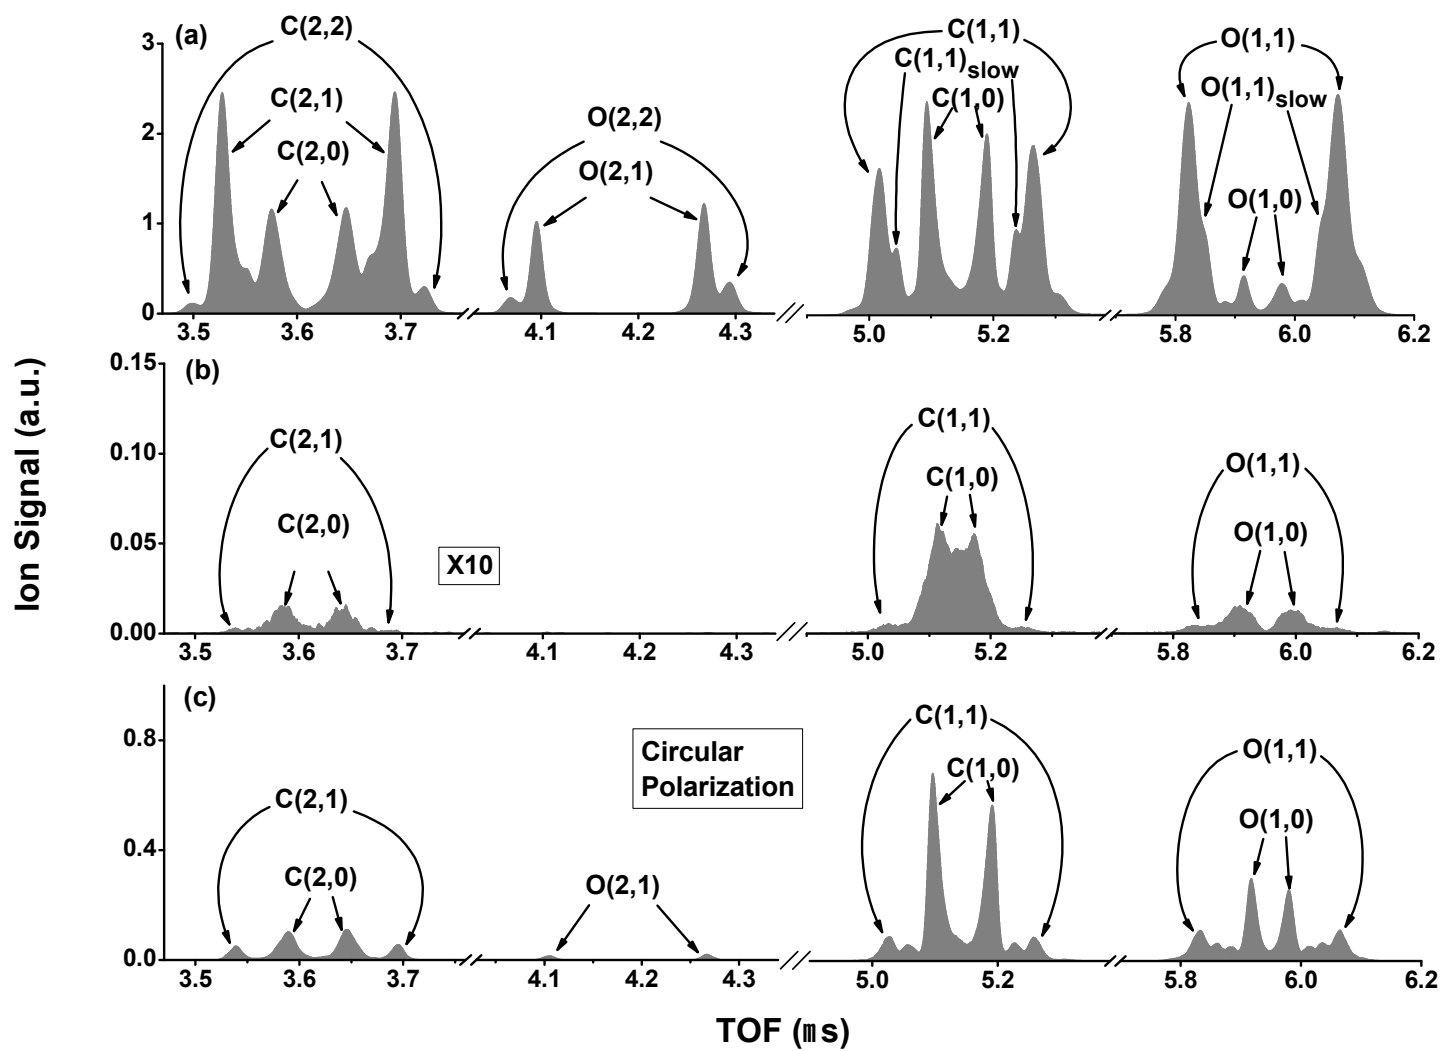 (a)
C(2,2)
C(2,1)
C(2,0)
O(2,2)
O(2,1)
C(1,1)
C(1,1)slow
C(1,0)
O(1,1)
O(1,1)slow
O(1,0)
3
2
1
0
3.5 3.6 3.7 4.1 4.2 4.3 5.0 5.2 5.8 6.0 6.2
Ion Signal (a.u.)
(b)
C(2,1)
C(2,0)
X10
C(1,1)
C(1,0)
O(1,1)
O(1,0)
0.15
0.10
0.05
0.00
3.5 3.6 3.7 4.1 4.2 4.3 5.0 5.2 5.8 6.0 6.2
(c)
C(2,1)
C(2,0)
O(2,1)
Circular
Polarization
C(1,1)
C(1,0)
O(1,1)
O(1,0)
0.8
0.4
0.0
3.5 3.6 3.7 4.1 4.2 4.3 5.0 5.2 5.8 6.0 6.2
TOF (ms)